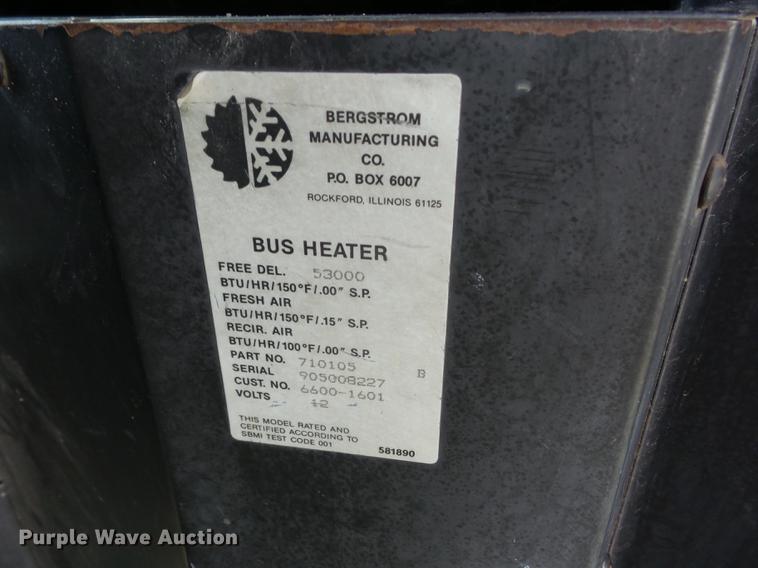 BERGSTROM
MANUFACTURING
CO.
P.O. BOX 6007
ROCKFORD, ILLINOIS 61125
BUS HEATER
FREE DEL. 53000
BTU/HR/150°F/.00" S.P.
FRESH AIR
BTU/HR/150°F/.15" S.P.
RECIR. AIR
BTU/HR/100°F/.00" S.P.
PART NO. 710105 B
SERIAL 905008227
CUST. NO. 6600-1601
VOLTS 12
THIS MODEL RATED AND
CERTIFIED ACCORDING TO
SBMI TEST CODE 001
581890
Purple Wave Auction®